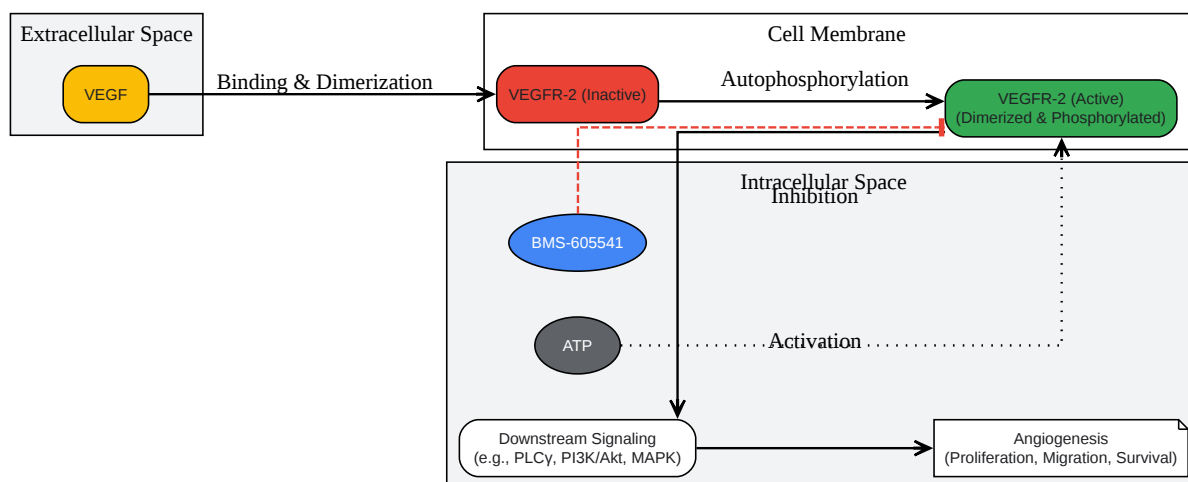 Extracellular Space
Cell Membrane
VEGF
Binding & Dimerization
VEGFR-2 (Inactive)
Autophosphorylation
VEGFR-2 (Active)
(Dimerized & Phosphorylated)
Intracellular Space
Inhibition
BMS-605541
ATP
Activation
Downstream Signaling
(e.g., PLCγ, PI3K/Akt, MAPK)
Angiogenesis
(Proliferation, Migration, Survival)